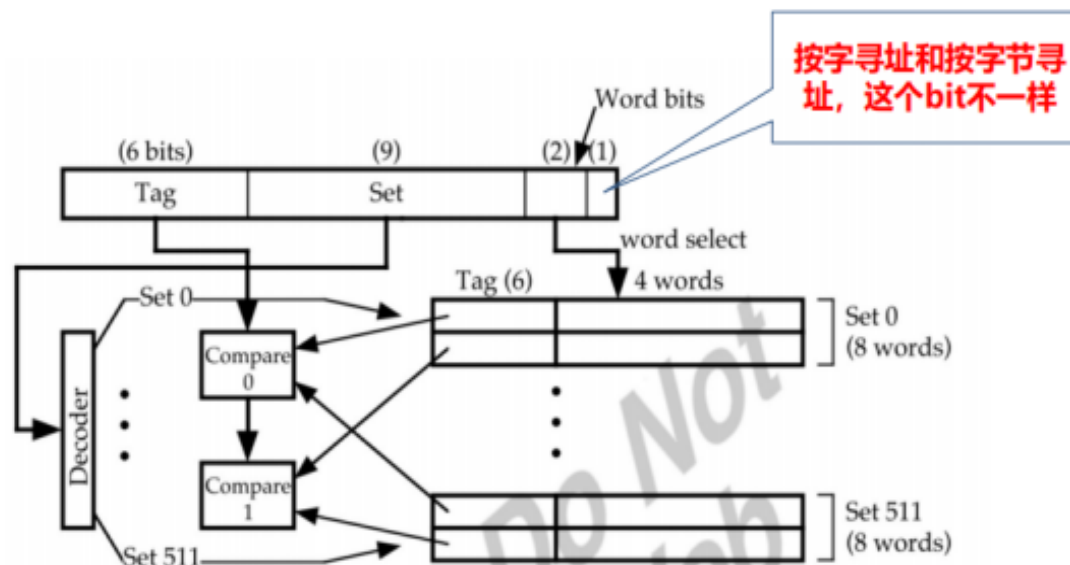 按字寻址和按字节寻
址，这个bit不一样
Word bits
(6 bits) (9) (2) (1)
Tag Set
word select
Tag (6) 4 words
Set 0
Set 0
(8 words)
Compare
0
Decoder
Compare
1
Set 511
(8 words)
Set 511
Do Not